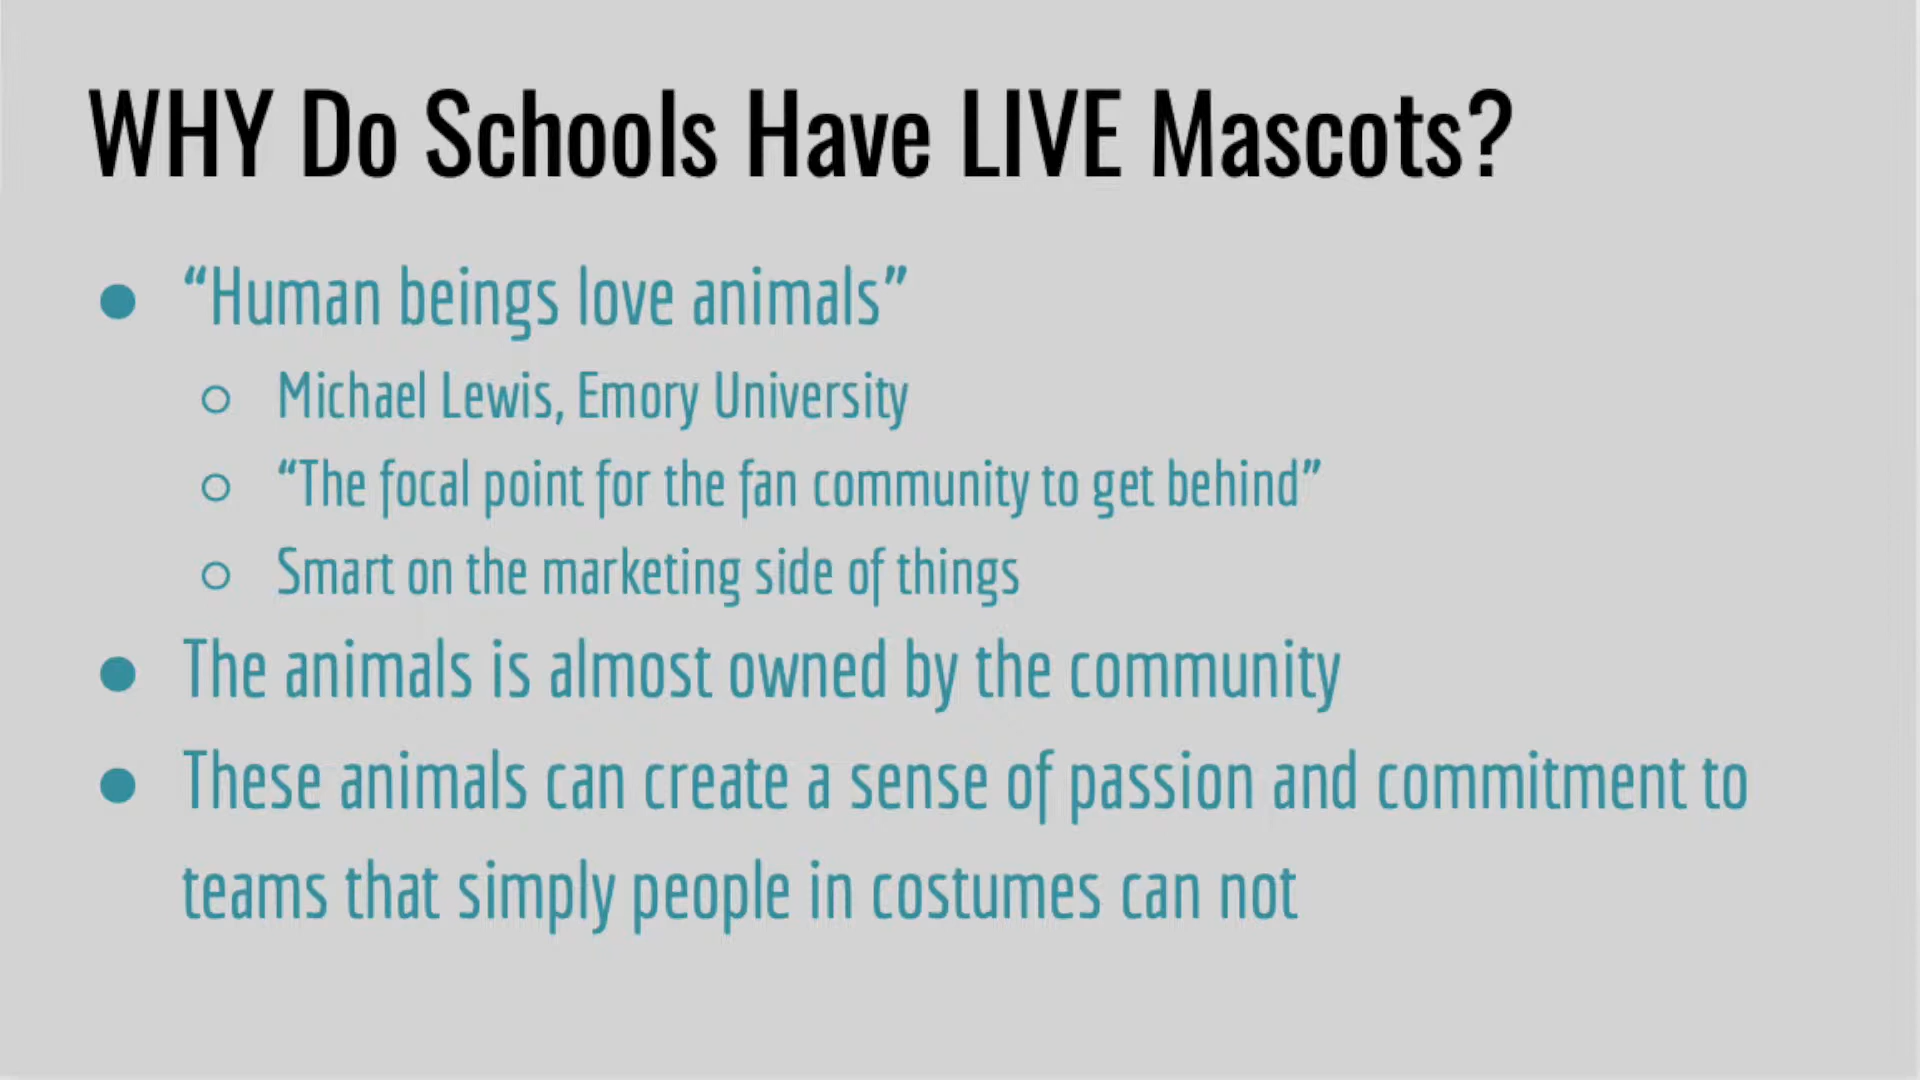 WHY Do Schools Have LIVE Mascots?
● “Human beings love animals”
○ Michael Lewis, Emory University
○ “The focal point for the fan community to get behind”
○ Smart on the marketing side of things
● The animals is almost owned by the community
● These animals can create a sense of passion and commitment to
teams that simply people in costumes can not